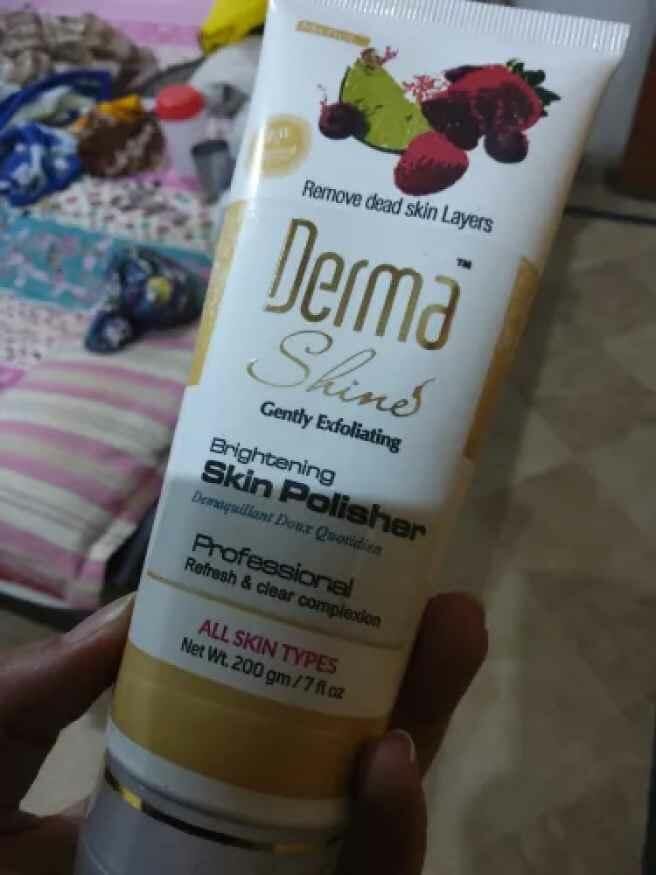 Remove dead skin Layers
Derma™
Shine
Gently Exfoliating
Brightening
Skin Polisher
Demaquillant Doux Quotidien
Professional
Refresh & clear complexion
ALL SKIN TYPES
Net Wt. 200 gm / 7 fl oz